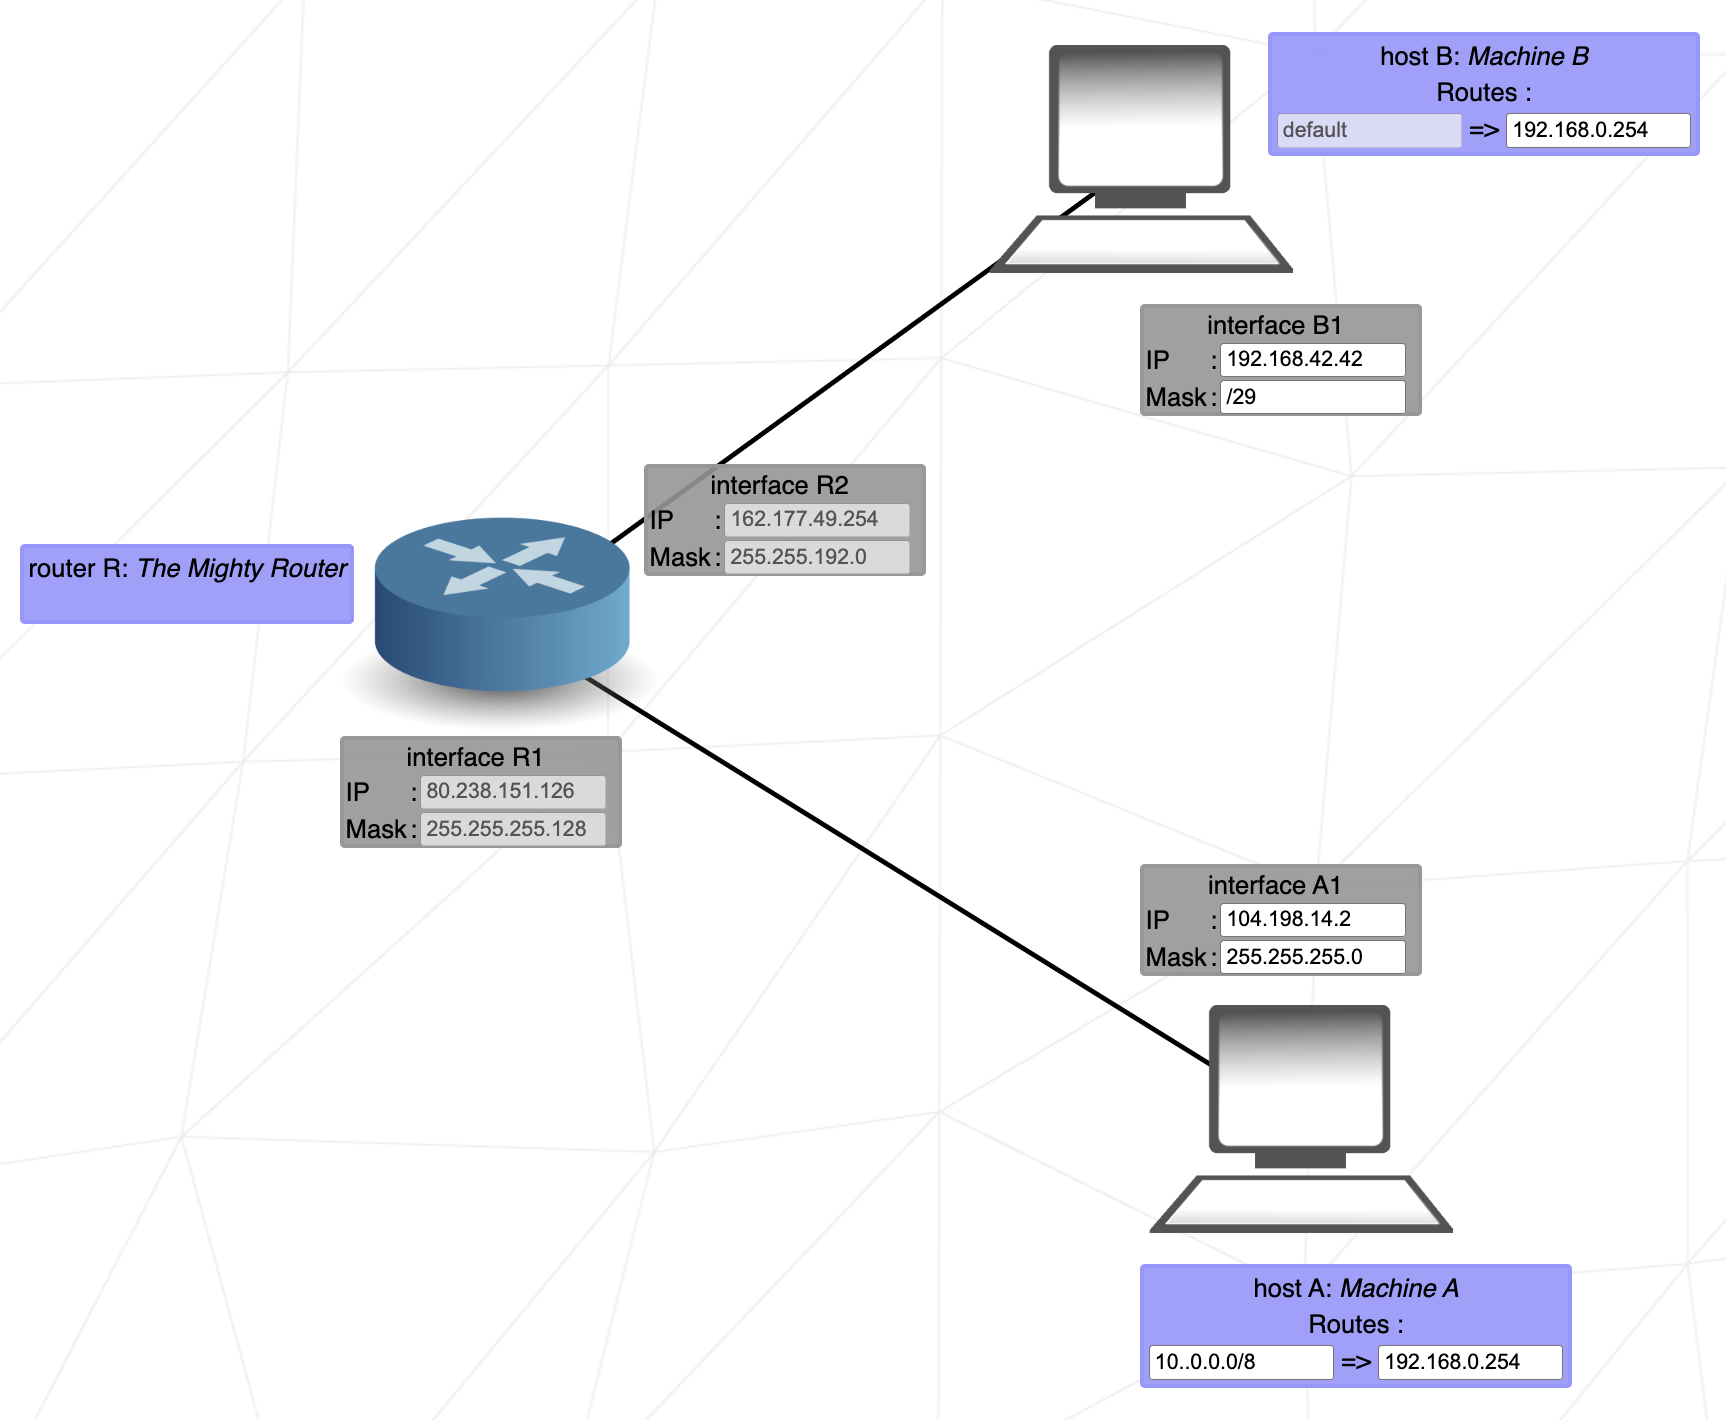 host B: Machine B
Routes :
default => 192.168.0.254
interface B1
IP : 192.168.42.42
Mask : /29
interface R2
IP : 162.177.49.254
Mask : 255.255.192.0
router R: The Mighty Router
interface R1
IP : 80.238.151.126
Mask : 255.255.255.128
interface A1
IP : 104.198.14.2
Mask : 255.255.255.0
host A: Machine A
Routes :
10..0.0.0/8 => 192.168.0.254